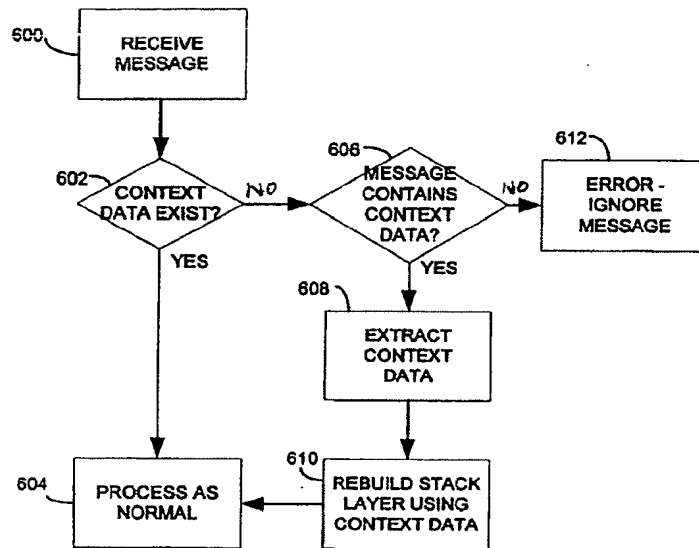 600
RECEIVE
MESSAGE
602
CONTEXT
DATA EXIST?
NO
YES
606
MESSAGE
CONTAINS
CONTEXT
DATA?
NO
YES
612
ERROR -
IGNORE
MESSAGE
608
EXTRACT
CONTEXT
DATA
610
REBUILD STACK
LAYER USING
CONTEXT DATA
604
PROCESS AS
NORMAL